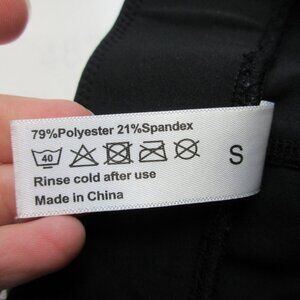 79%Polyester 21%Spandex
40
S
Rinse cold after use
Made in China